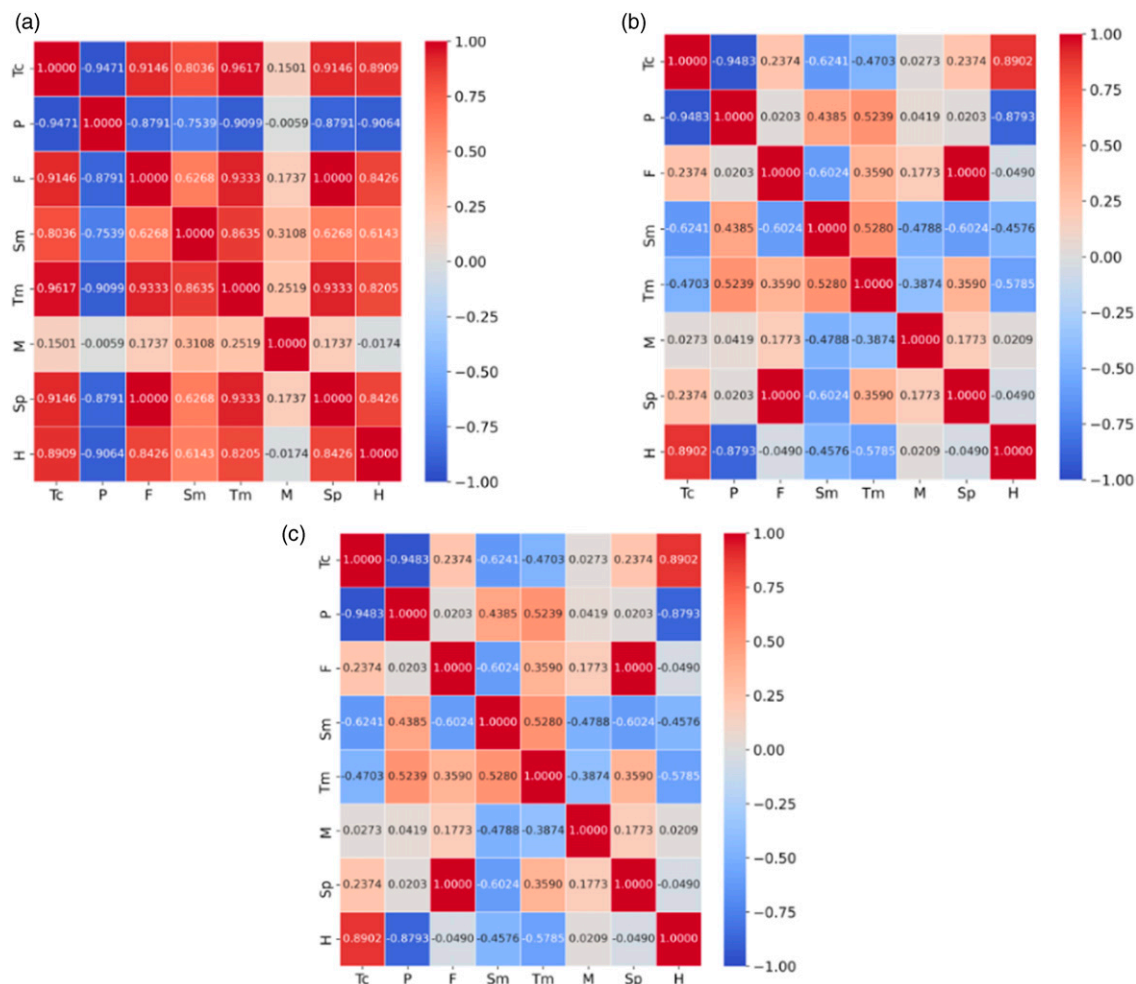 (a)
Tc 1.0000 -0.9471 0.9146 0.8036 0.9617 0.1501 0.9146 0.8909
P -0.9471 1.0000 -0.8791 -0.7539 -0.9099 -0.0059 -0.8791 -0.9064
F 0.9146 -0.8791 1.0000 0.6268 0.9333 0.1737 1.0000 0.8426
Sm 0.8036 -0.7539 0.6268 1.0000 0.8635 0.3108 0.6268 0.6143
Tm 0.9617 -0.9099 0.9333 0.8635 1.0000 0.2519 0.9333 0.8205
M 0.1501 -0.0059 0.1737 0.3108 0.2519 1.0000 0.1737 -0.0174
Sp 0.9146 -0.8791 1.0000 0.6268 0.9333 0.1737 1.0000 0.8426
H 0.8909 -0.9064 0.8426 0.6143 0.8205 -0.0174 0.8426 1.0000
Tc P F Sm Tm M Sp H
1.00
0.75
0.50
0.25
0.00
−0.25
−0.50
−0.75
−1.00
(b)
Tc 1.0000 -0.9483 0.2374 -0.6241 -0.4703 0.0273 0.2374 0.8902
P -0.9483 1.0000 0.0203 0.4385 0.5239 0.0419 0.0203 -0.8793
F 0.2374 0.0203 1.0000 -0.6024 0.3590 0.1773 1.0000 -0.0490
Sm -0.6241 0.4385 -0.6024 1.0000 0.5280 -0.4788 -0.6024 -0.4576
Tm -0.4703 0.5239 0.3590 0.5280 1.0000 -0.3874 0.3590 -0.5785
M 0.0273 0.0419 0.1773 -0.4788 -0.3874 1.0000 0.1773 0.0209
Sp 0.2374 0.0203 1.0000 -0.6024 0.3590 0.1773 1.0000 -0.0490
H 0.8902 -0.8793 -0.0490 -0.4576 -0.5785 0.0209 -0.0490 1.0000
Tc P F Sm Tm M Sp H
1.00
0.75
0.50
0.25
0.00
−0.25
−0.50
−0.75
−1.00
(c)
Tc 1.0000 -0.9483 0.2374 -0.6241 -0.4703 0.0273 0.2374 0.8902
P -0.9483 1.0000 0.0203 0.4385 0.5239 0.0419 0.0203 -0.8793
F 0.2374 0.0203 1.0000 -0.6024 0.3590 0.1773 1.0000 -0.0490
Sm -0.6241 0.4385 -0.6024 1.0000 0.5280 -0.4788 -0.6024 -0.4576
Tm -0.4703 0.5239 0.3590 0.5280 1.0000 -0.3874 0.3590 -0.5785
M 0.0273 0.0419 0.1773 -0.4788 -0.3874 1.0000 0.1773 0.0209
Sp 0.2374 0.0203 1.0000 -0.6024 0.3590 0.1773 1.0000 -0.0490
H 0.8902 -0.8793 -0.0490 -0.4576 -0.5785 0.0209 -0.0490 1.0000
Tc P F Sm Tm M Sp H
1.00
0.75
0.50
0.25
0.00
−0.25
−0.50
−0.75
−1.00